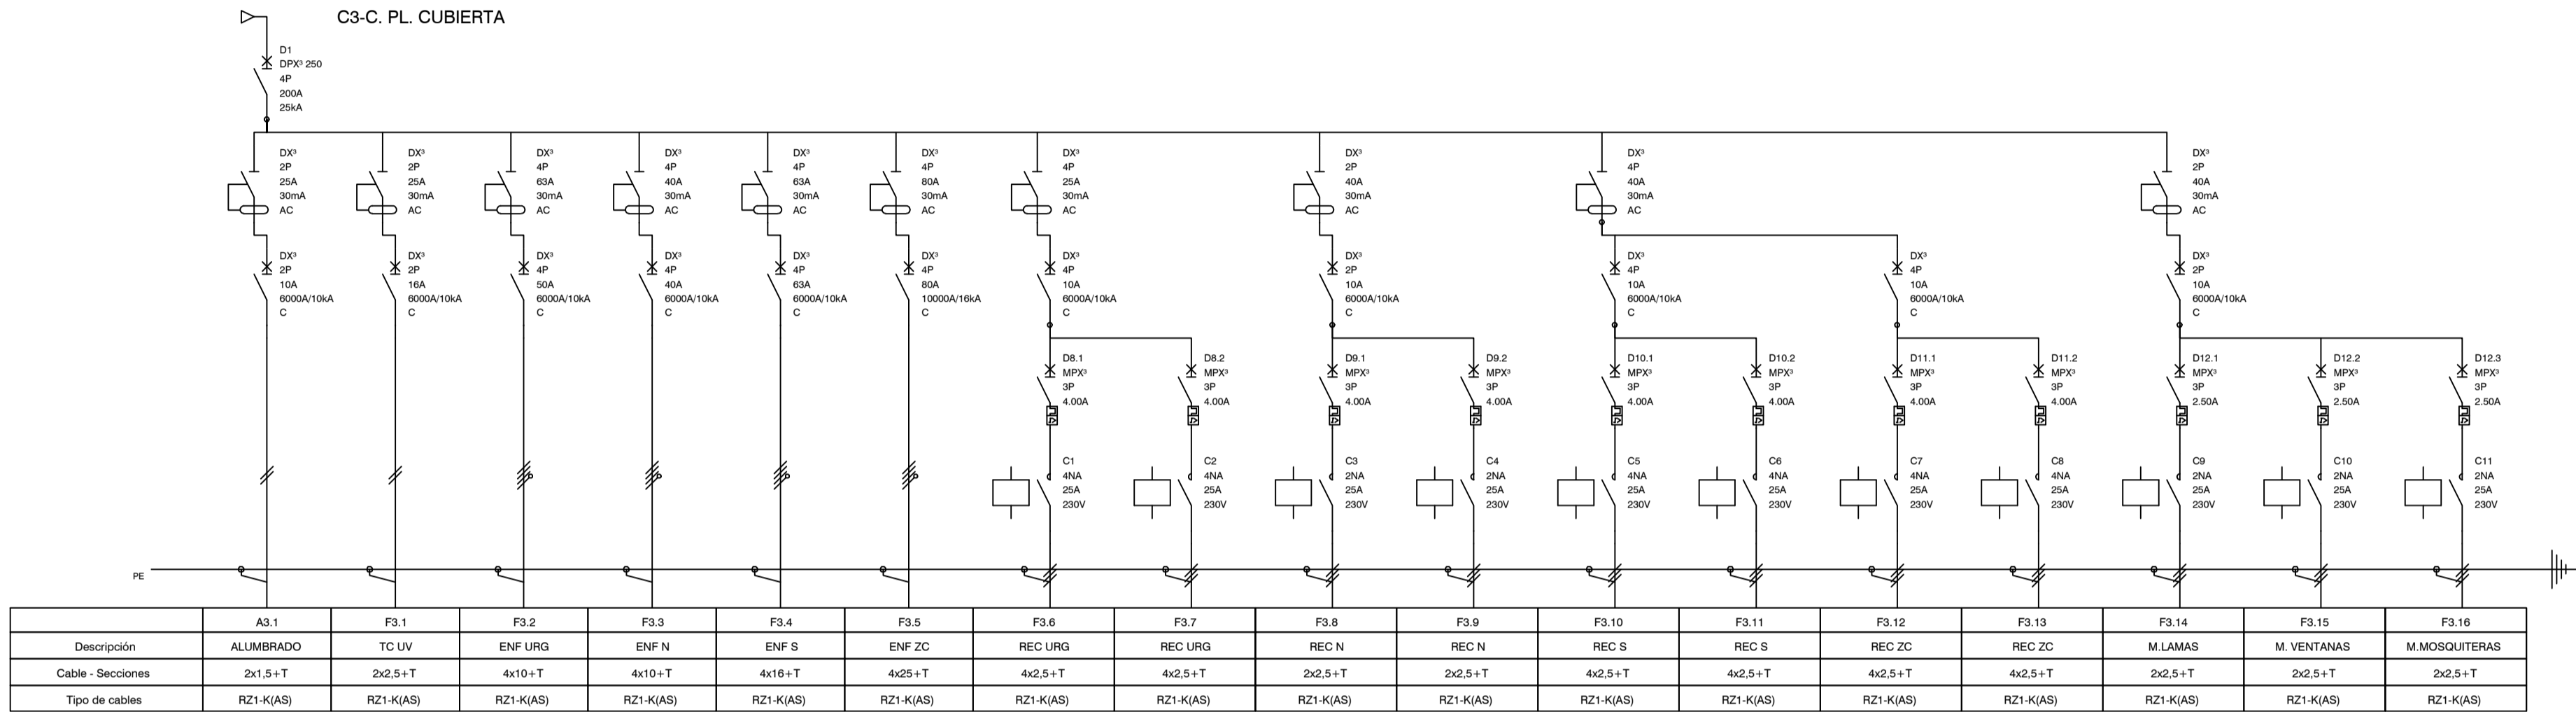 C3-C. PL. CUBIERTA
D1
DPX³ 250
4P
200A
25kA
DX³
2P
25A
30mA
AC
DX³
2P
25A
30mA
AC
DX³
4P
63A
30mA
AC
DX³
4P
40A
30mA
AC
DX³
4P
63A
30mA
AC
DX³
4P
80A
30mA
AC
DX³
4P
25A
30mA
AC
DX³
2P
40A
30mA
AC
DX³
4P
40A
30mA
AC
DX³
2P
40A
30mA
AC
DX³
2P
10A
6000A/10kA
C
DX³
2P
16A
6000A/10kA
C
DX³
4P
50A
6000A/10kA
C
DX³
4P
40A
6000A/10kA
C
DX³
4P
63A
6000A/10kA
C
DX³
4P
80A
10000A/16kA
C
DX³
4P
10A
6000A/10kA
C
DX³
2P
10A
6000A/10kA
C
DX³
4P
10A
6000A/10kA
C
DX³
4P
10A
6000A/10kA
C
DX³
2P
10A
6000A/10kA
C
D8.1
MPX³
3P
4.00A
D8.2
MPX³
3P
4.00A
D9.1
MPX³
3P
4.00A
D9.2
MPX³
3P
4.00A
D10.1
MPX³
3P
4.00A
D10.2
MPX³
3P
4.00A
D11.1
MPX³
3P
4.00A
D11.2
MPX³
3P
4.00A
D12.1
MPX³
3P
2.50A
D12.2
MPX³
3P
2.50A
D12.3
MPX³
3P
2.50A
C1
4NA
25A
230V
C2
4NA
25A
230V
C3
2NA
25A
230V
C4
2NA
25A
230V
C5
4NA
25A
230V
C6
4NA
25A
230V
C7
4NA
25A
230V
C8
4NA
25A
230V
C9
2NA
25A
230V
C10
2NA
25A
230V
C11
2NA
25A
230V
PE
A3.1 F3.1 F3.2 F3.3 F3.4 F3.5 F3.6 F3.7 F3.8 F3.9 F3.10 F3.11 F3.12 F3.13 F3.14 F3.15 F3.16
Descripción ALUMBRADO TC UV ENF URG ENF N ENF S ENF ZC REC URG REC URG REC N REC N REC S REC S REC ZC REC ZC M.LAMAS M. VENTANAS M.MOSQUITERAS
Cable - Secciones 2x1,5+T 2x2,5+T 4x10+T 4x10+T 4x16+T 4x25+T 4x2,5+T 4x2,5+T 2x2,5+T 2x2,5+T 4x2,5+T 4x2,5+T 4x2,5+T 4x2,5+T 2x2,5+T 2x2,5+T 2x2,5+T
Tipo de cables RZ1-K(AS) RZ1-K(AS) RZ1-K(AS) RZ1-K(AS) RZ1-K(AS) RZ1-K(AS) RZ1-K(AS) RZ1-K(AS) RZ1-K(AS) RZ1-K(AS) RZ1-K(AS) RZ1-K(AS) RZ1-K(AS) RZ1-K(AS) RZ1-K(AS) RZ1-K(AS) RZ1-K(AS)